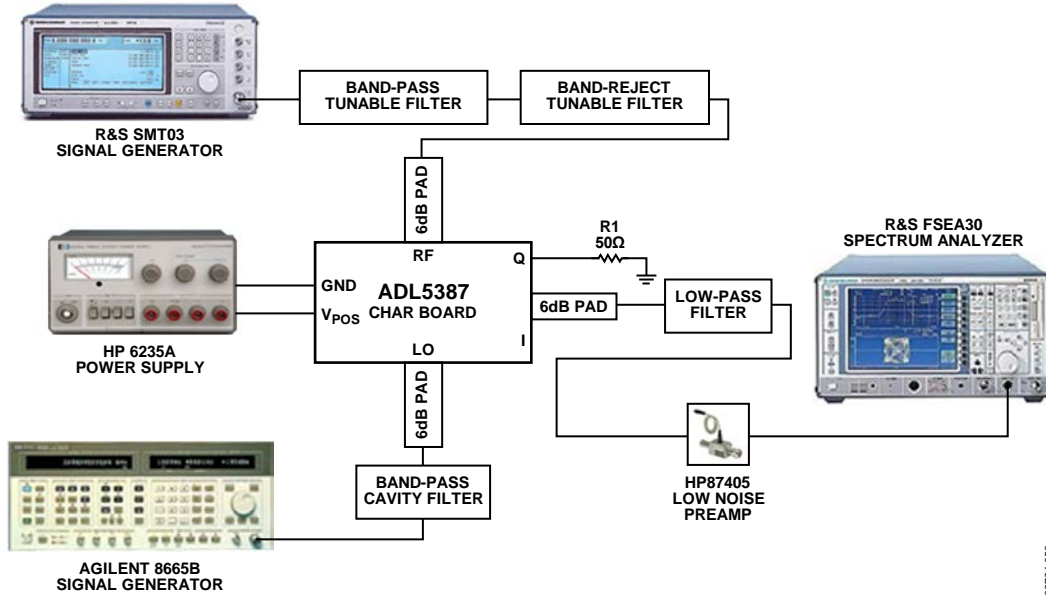 R&S SMT03
SIGNAL GENERATOR
BAND-PASS
TUNABLE FILTER
BAND-REJECT
TUNABLE FILTER
6dB PAD
HP 6235A
POWER SUPPLY
RF
GND
VPOS
ADL5387
CHAR BOARD
LO
Q
I
R1
50Ω
6dB PAD
LOW-PASS
FILTER
R&S FSEA30
SPECTRUM ANALYZER
HP87405
LOW NOISE
PREAMP
6dB PAD
BAND-PASS
CAVITY FILTER
AGILENT 8665B
SIGNAL GENERATOR